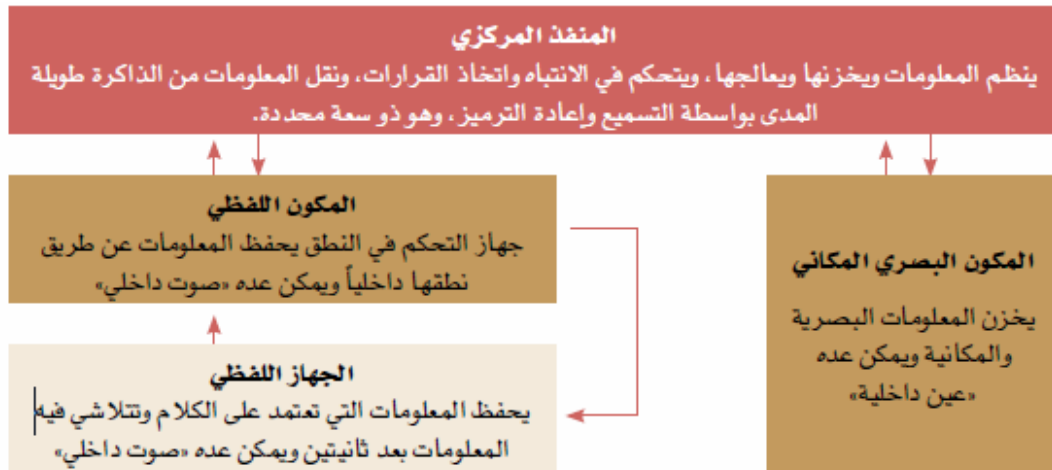 المنفذ المركزي
ينظم المعلومات ويخزنها ويعالجها، ويتحكم في الانتباه واتخاذ القرارات، ونقل المعلومات من الذاكرة طويلة
المدى بواسطة التسميع وإعادة الترميز، وهو ذو سعة محددة.
المكون البصري المكاني
يخزن المعلومات البصرية
والمكانية ويمكن عده
«عين داخلية»
المكون اللفظي
جهاز التحكم في النطق يحفظ المعلومات عن طريق
نطقها داخلياً ويمكن عده «صوت داخلي»
الجهاز اللفظي
يحفظ المعلومات التي تعتمد على الكلام وتتلاشي فيه
المعلومات بعد ثانيتين ويمكن عده «صوت داخلي»